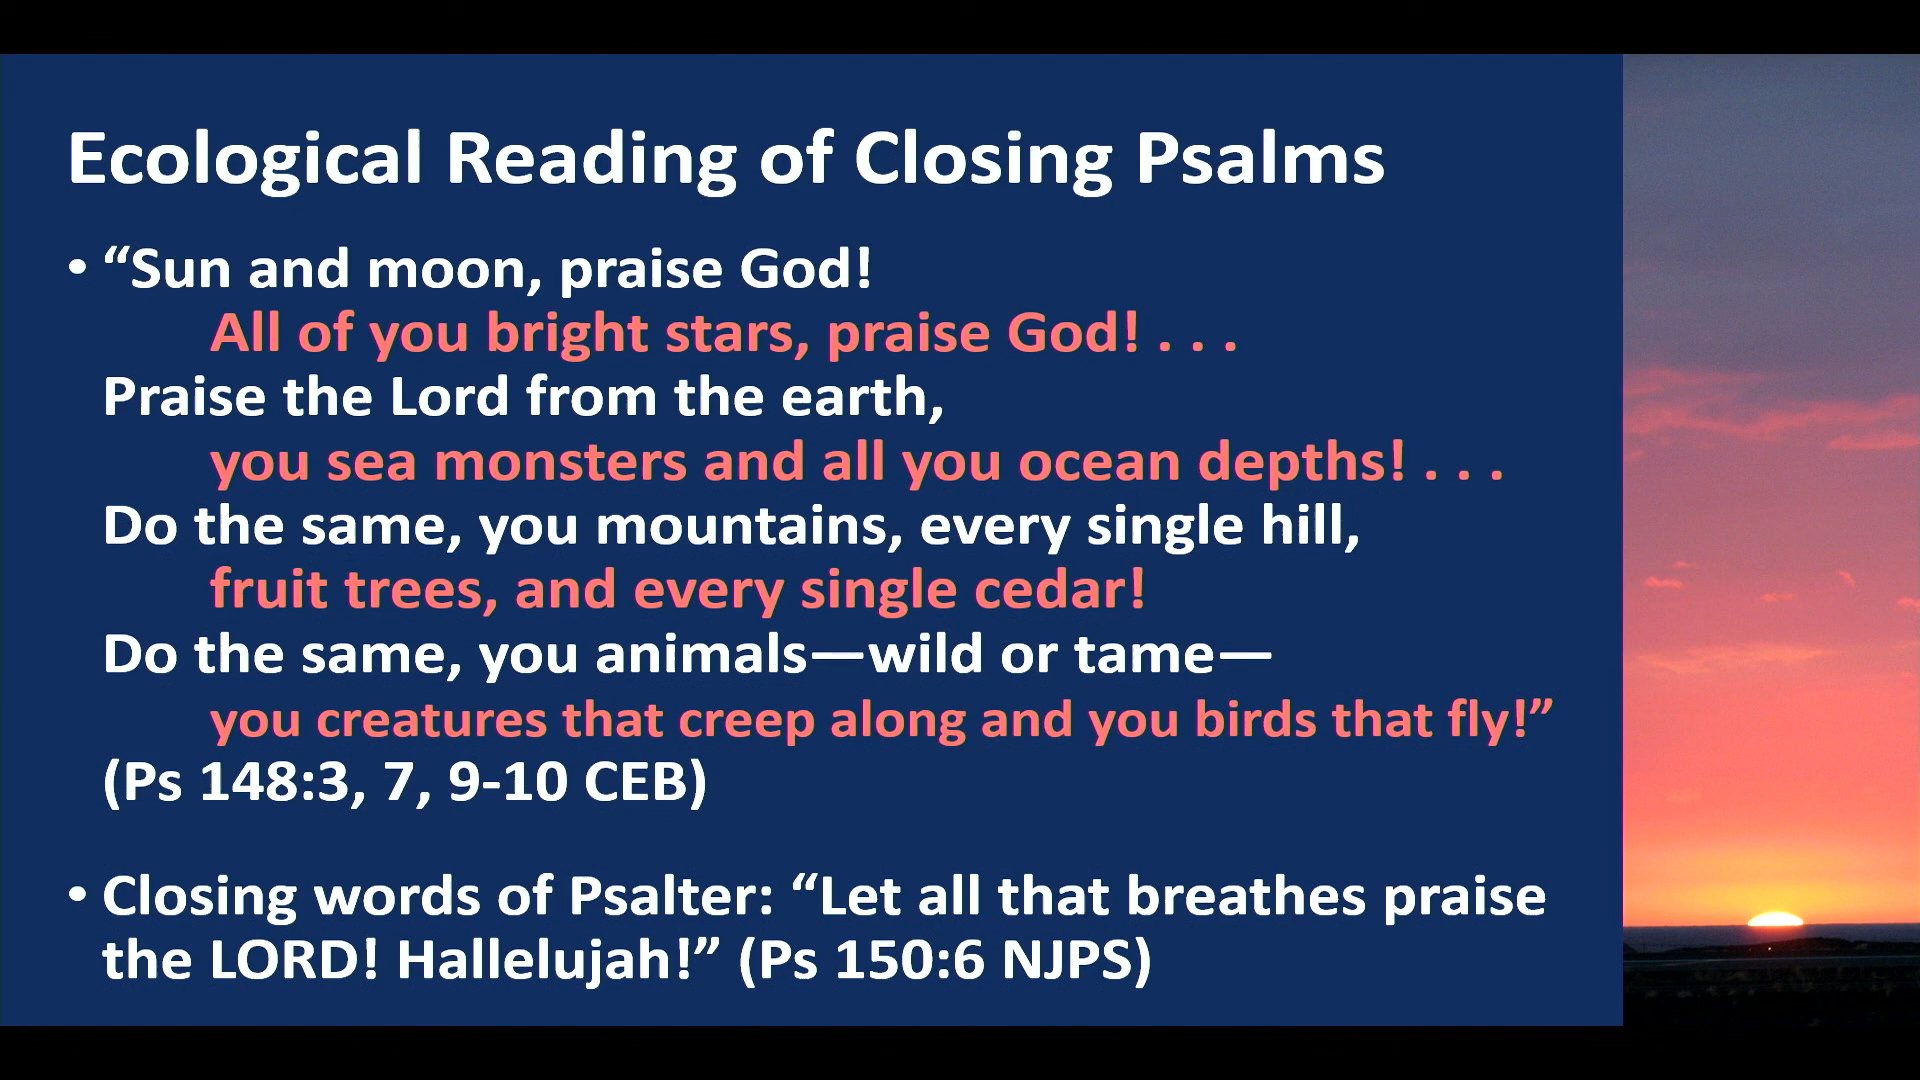 Ecological Reading of Closing Psalms
• “Sun and moon, praise God!
All of you bright stars, praise God! . . .
Praise the Lord from the earth,
you sea monsters and all you ocean depths! . . .
Do the same, you mountains, every single hill,
fruit trees, and every single cedar!
Do the same, you animals—wild or tame—
you creatures that creep along and you birds that fly!”
(Ps 148:3, 7, 9-10 CEB)
• Closing words of Psalter: “Let all that breathes praise
the LORD! Hallelujah!” (Ps 150:6 NJPS)